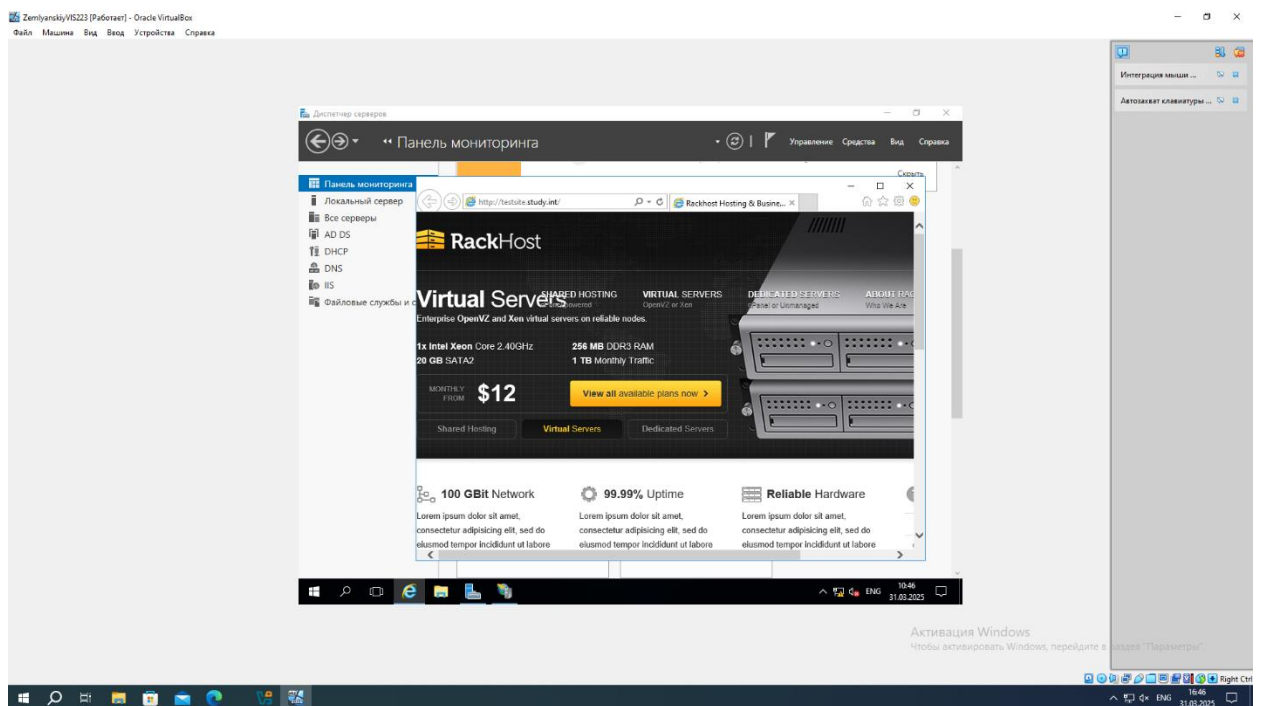 ZemlyanskiyVIS223 [Работает] - Oracle VirtualBox
Файл Машина Вид Ввод Устройства Справка
Интеграция мыши ...
Автозахват клавиатуры ...
Диспетчер серверов
Панель мониторинга
Управление Средства Вид Справка
Скрыть
Панель мониторинга
Локальный сервер
Все серверы
AD DS
DHCP
DNS
IIS
Файловые службы и с
http://testsite.study.int/
Rackhost Hosting & Busine...
RackHost
SHARED HOSTING VIRTUAL SERVERS DEDICATED SERVERS ABOUT RAC
OpenVZ or Xen cPanel or Unmanaged Who We Are
Virtual Servers
Enterprise OpenVZ and Xen virtual servers on reliable nodes.
1x Intel Xeon Core 2.40GHz 256 MB DDR3 RAM
20 GB SATA2 1 TB Monthly Traffic
MONTHLY FROM $12 View all available plans now
Shared Hosting Virtual Servers Dedicated Servers
100 GBit Network 99.99% Uptime Reliable Hardware
Lorem ipsum dolor sit amet, Lorem ipsum dolor sit amet, Lorem ipsum dolor sit amet,
consectetur adipisicing elit, sed do consectetur adipisicing elit, sed do consectetur adipisicing elit, sed do
eiusmod tempor incididunt ut labore eiusmod tempor incididunt ut labore eiusmod tempor incididunt ut labore
ENG 10:46
31.03.2025
Активация Windows
Чтобы активировать Windows, перейдите в раздел "Параметры".
Right Ctrl
ENG 16:46
31.03.2025